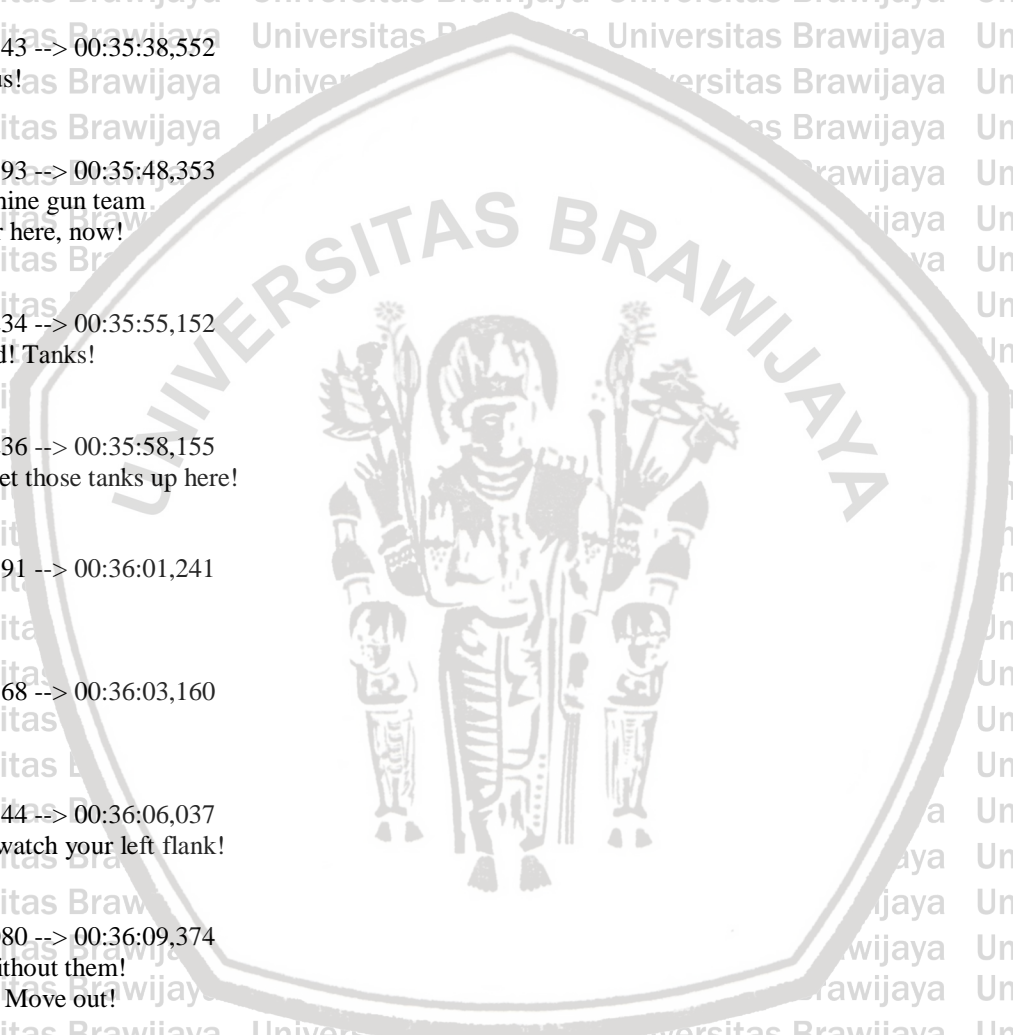 Universitas Brawijaya
43 --> 00:35:38,552
us!
93 --> 00:35:48,353
hine gun team
r here, now!
UNIVERSITAS BRAWIJAYA
34 --> 00:35:55,152
d! Tanks!
36 --> 00:35:58,155
et those tanks up here!
91 --> 00:36:01,241
68 --> 00:36:03,160
44 --> 00:36:06,037
watch your left flank!
080 --> 00:36:09,374
ithout them!
Move out!